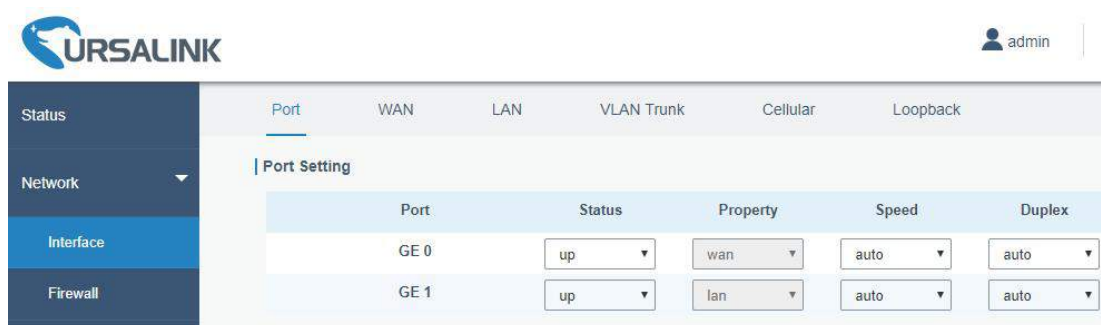 URSALINK
admin
Status
Port WAN LAN VLAN Trunk Cellular Loopback
Port Setting
Network
Port Status Property Speed Duplex
Interface
GE 0 up wan auto auto
Firewall
GE 1 up lan auto auto